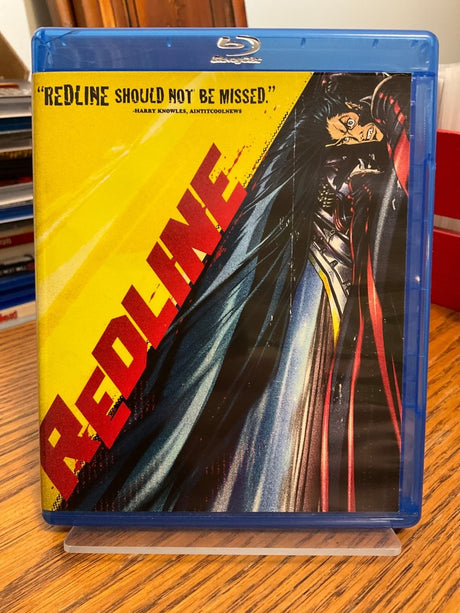 Blu-ray Disc
"REDLINE SHOULD NOT BE MISSED."
-HARRY KNOWLES, AINTITCOOLNEWS
REDLINE